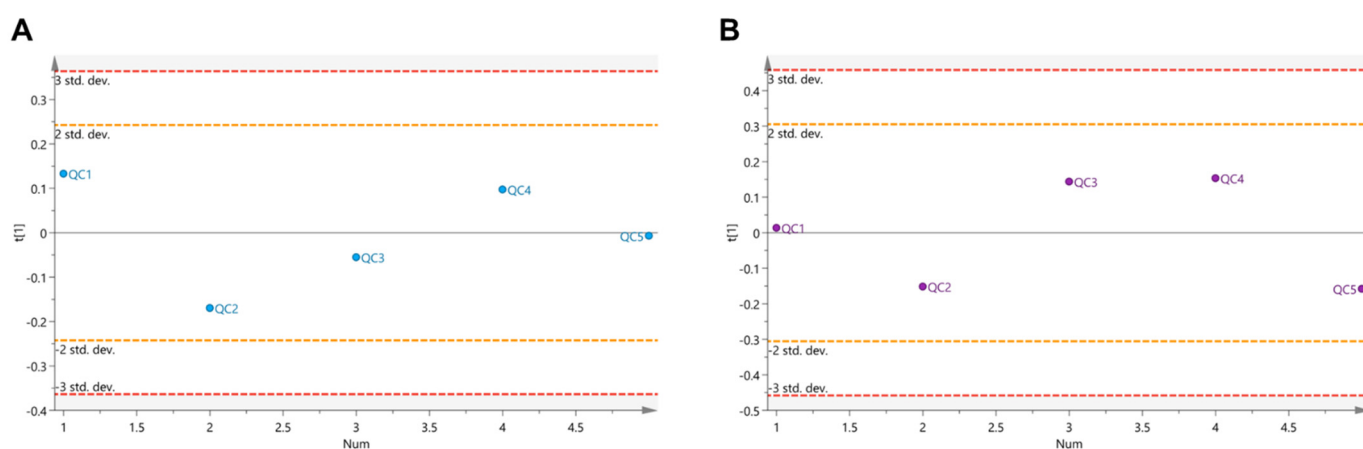 A
3 std. dev.
0.3
2 std. dev.
0.2
QC1
0.1
QC4
t[1]
0
QC5
QC3
-0.1
QC2
-0.2
-2 std. dev.
-0.3
-3 std. dev.
-0.4
1 1.5 2 2.5 3 3.5 4 4.5
Num
B
3 std. dev.
0.4
0.3
2 std. dev.
0.2
QC3
QC4
0.1
t[1]
0
QC1
-0.1
QC2
QC5
-0.2
-0.3
-2 std. dev.
-0.4
-3 std. dev.
-0.5
1 1.5 2 2.5 3 3.5 4 4.5
Num